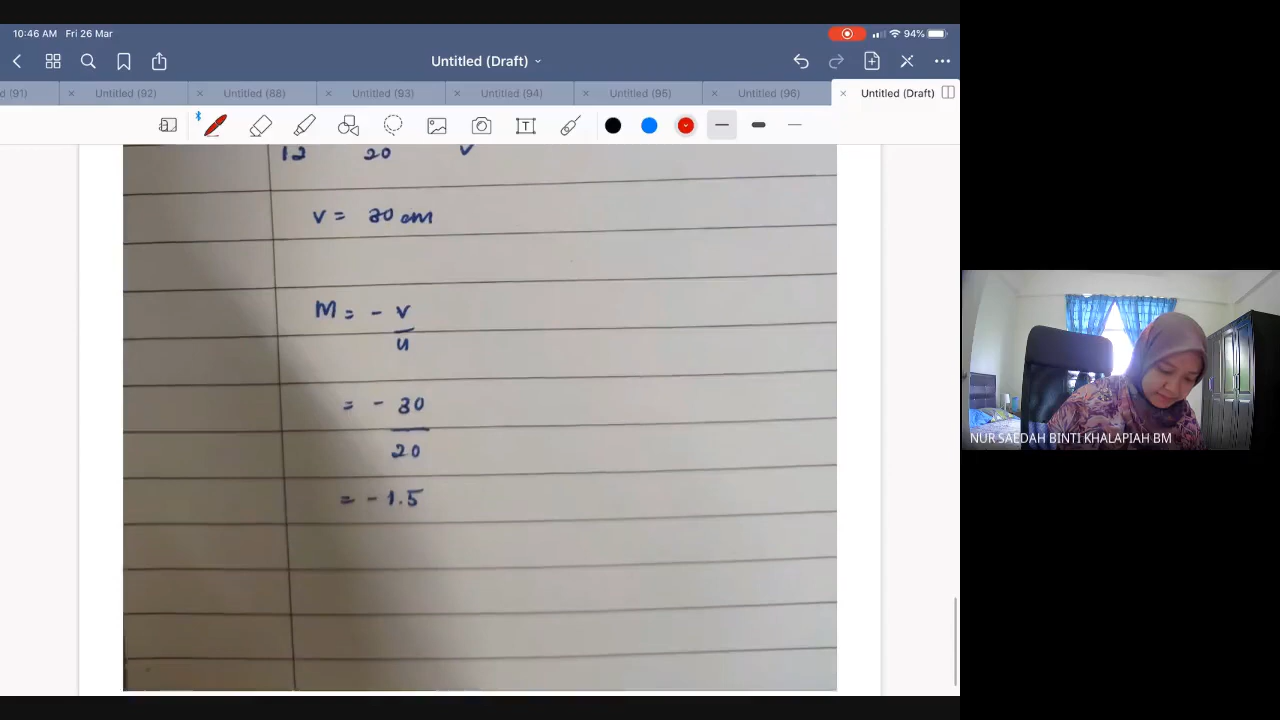 10:46 AM Fri 26 Mar
94%
Untitled (Draft)
d (91) Untitled (92) Untitled (88) Untitled (93) Untitled (94) Untitled (95) Untitled (96) Untitled (Draft)
T
12 20 v
v = 30 cm
M = - v
u
= - 30
20
= - 1.5
NUR SAEDAH BINTI KHALAPIAH BM